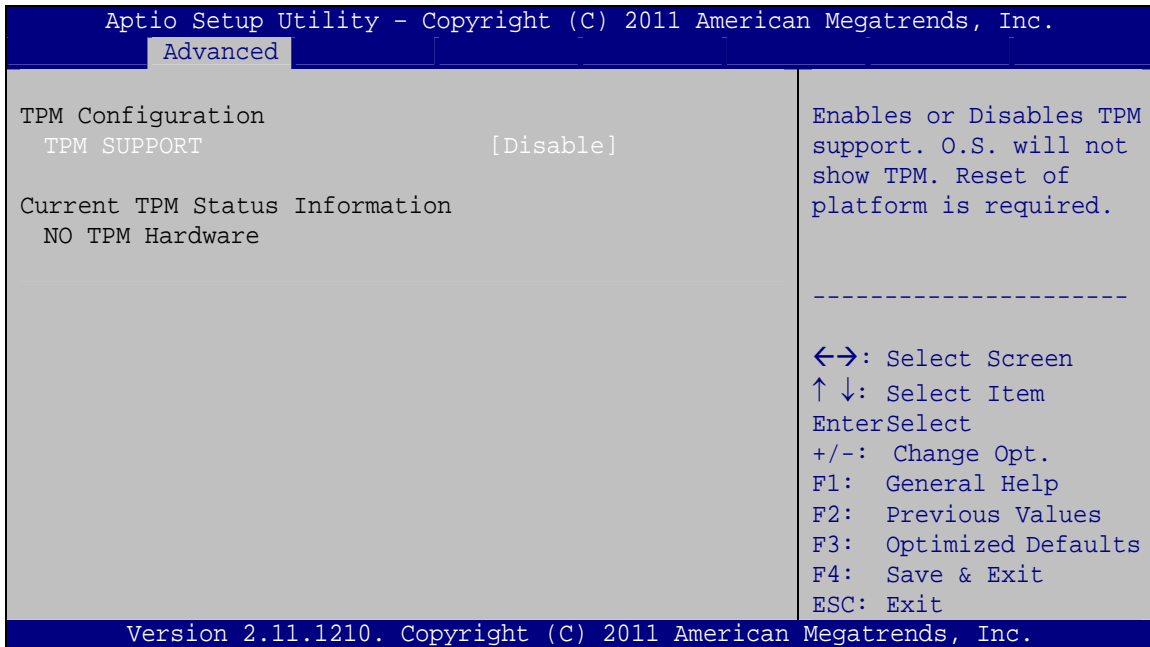 Aptio Setup Utility – Copyright (C) 2011 American Megatrends, Inc.
Advanced
TPM Configuration
TPM SUPPORT [Disable]
Current TPM Status Information
NO TPM Hardware
Enables or Disables TPM
support. O.S. will not
show TPM. Reset of
platform is required.
----------------------
←→: Select Screen
↑ ↓: Select Item
EnterSelect
+/-: Change Opt.
F1: General Help
F2: Previous Values
F3: Optimized Defaults
F4: Save & Exit
ESC: Exit
Version 2.11.1210. Copyright (C) 2011 American Megatrends, Inc.